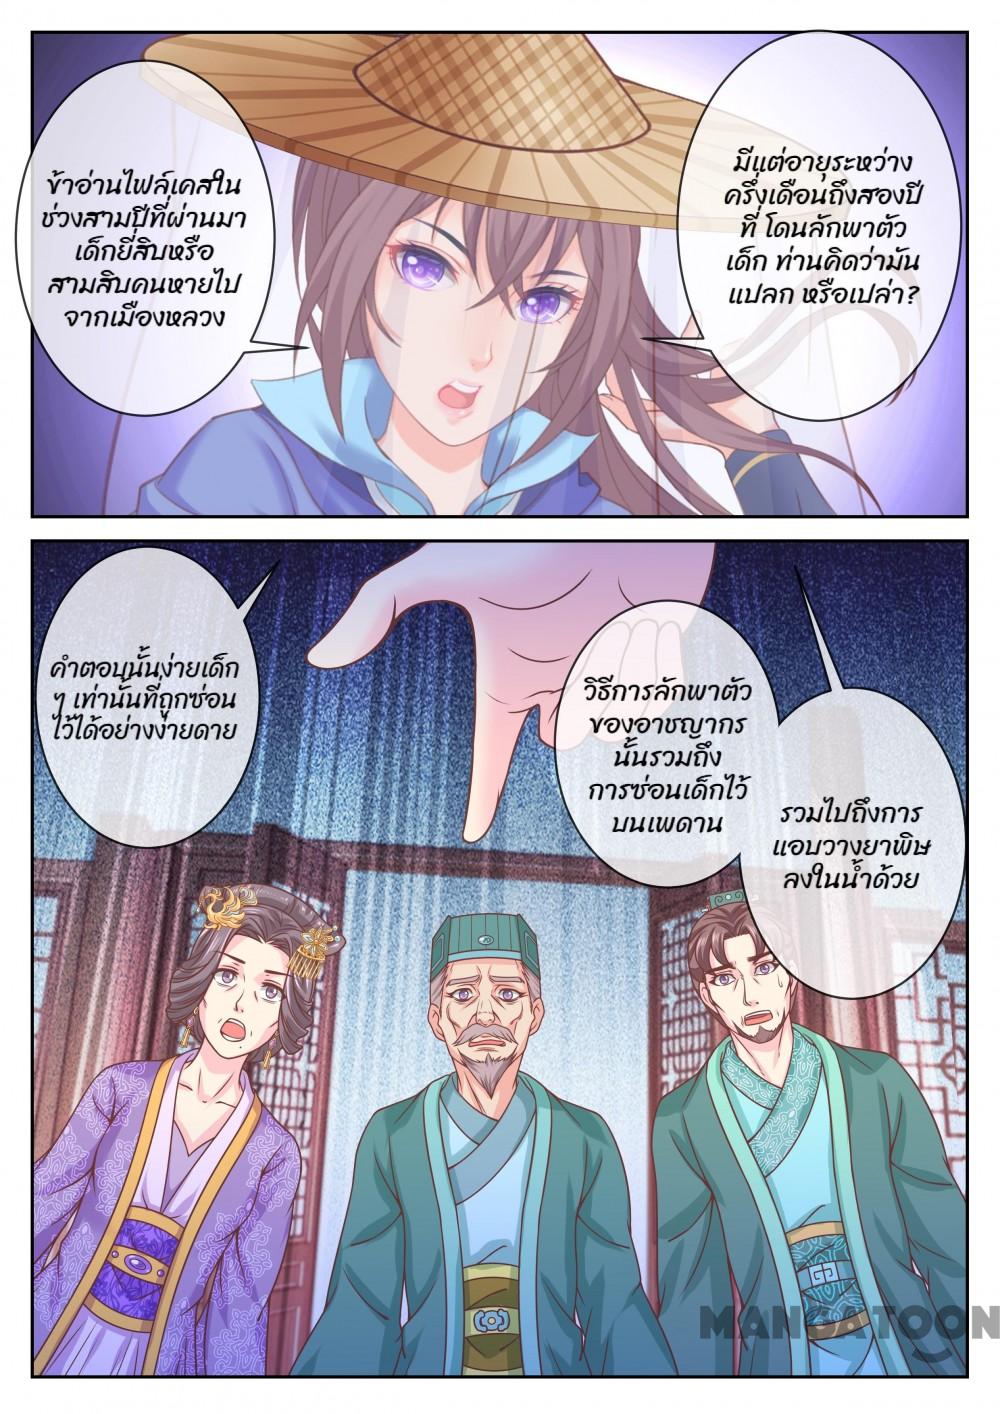 ข้าอ่านไฟล์เคสใน
ช่วงสามปีที่ผ่านมา
เด็กยี่สิบหรือ
สามสิบคนหายไป
จากเมืองหลวง
มีแต่อายุระหว่าง
ครึ่งเดือนถึงสองปี
ที่ โดนลักพาตัว
เด็ก ท่านคิดว่ามัน
แปลก หรือเปล่า?
คำตอบนั้นง่ายเด็ก
ๆ เท่านั้นที่ถูกซ่อน
ไว้ได้อย่างง่ายดาย
วิธีการลักพาตัว
ของอาชญากร
นั้นรวมถึง
การซ่อนเด็กไว้
บนเพดาน
รวมไปถึงการ
แอบวางยาพิษ
ลงในน้ำด้วย
MANGATOON